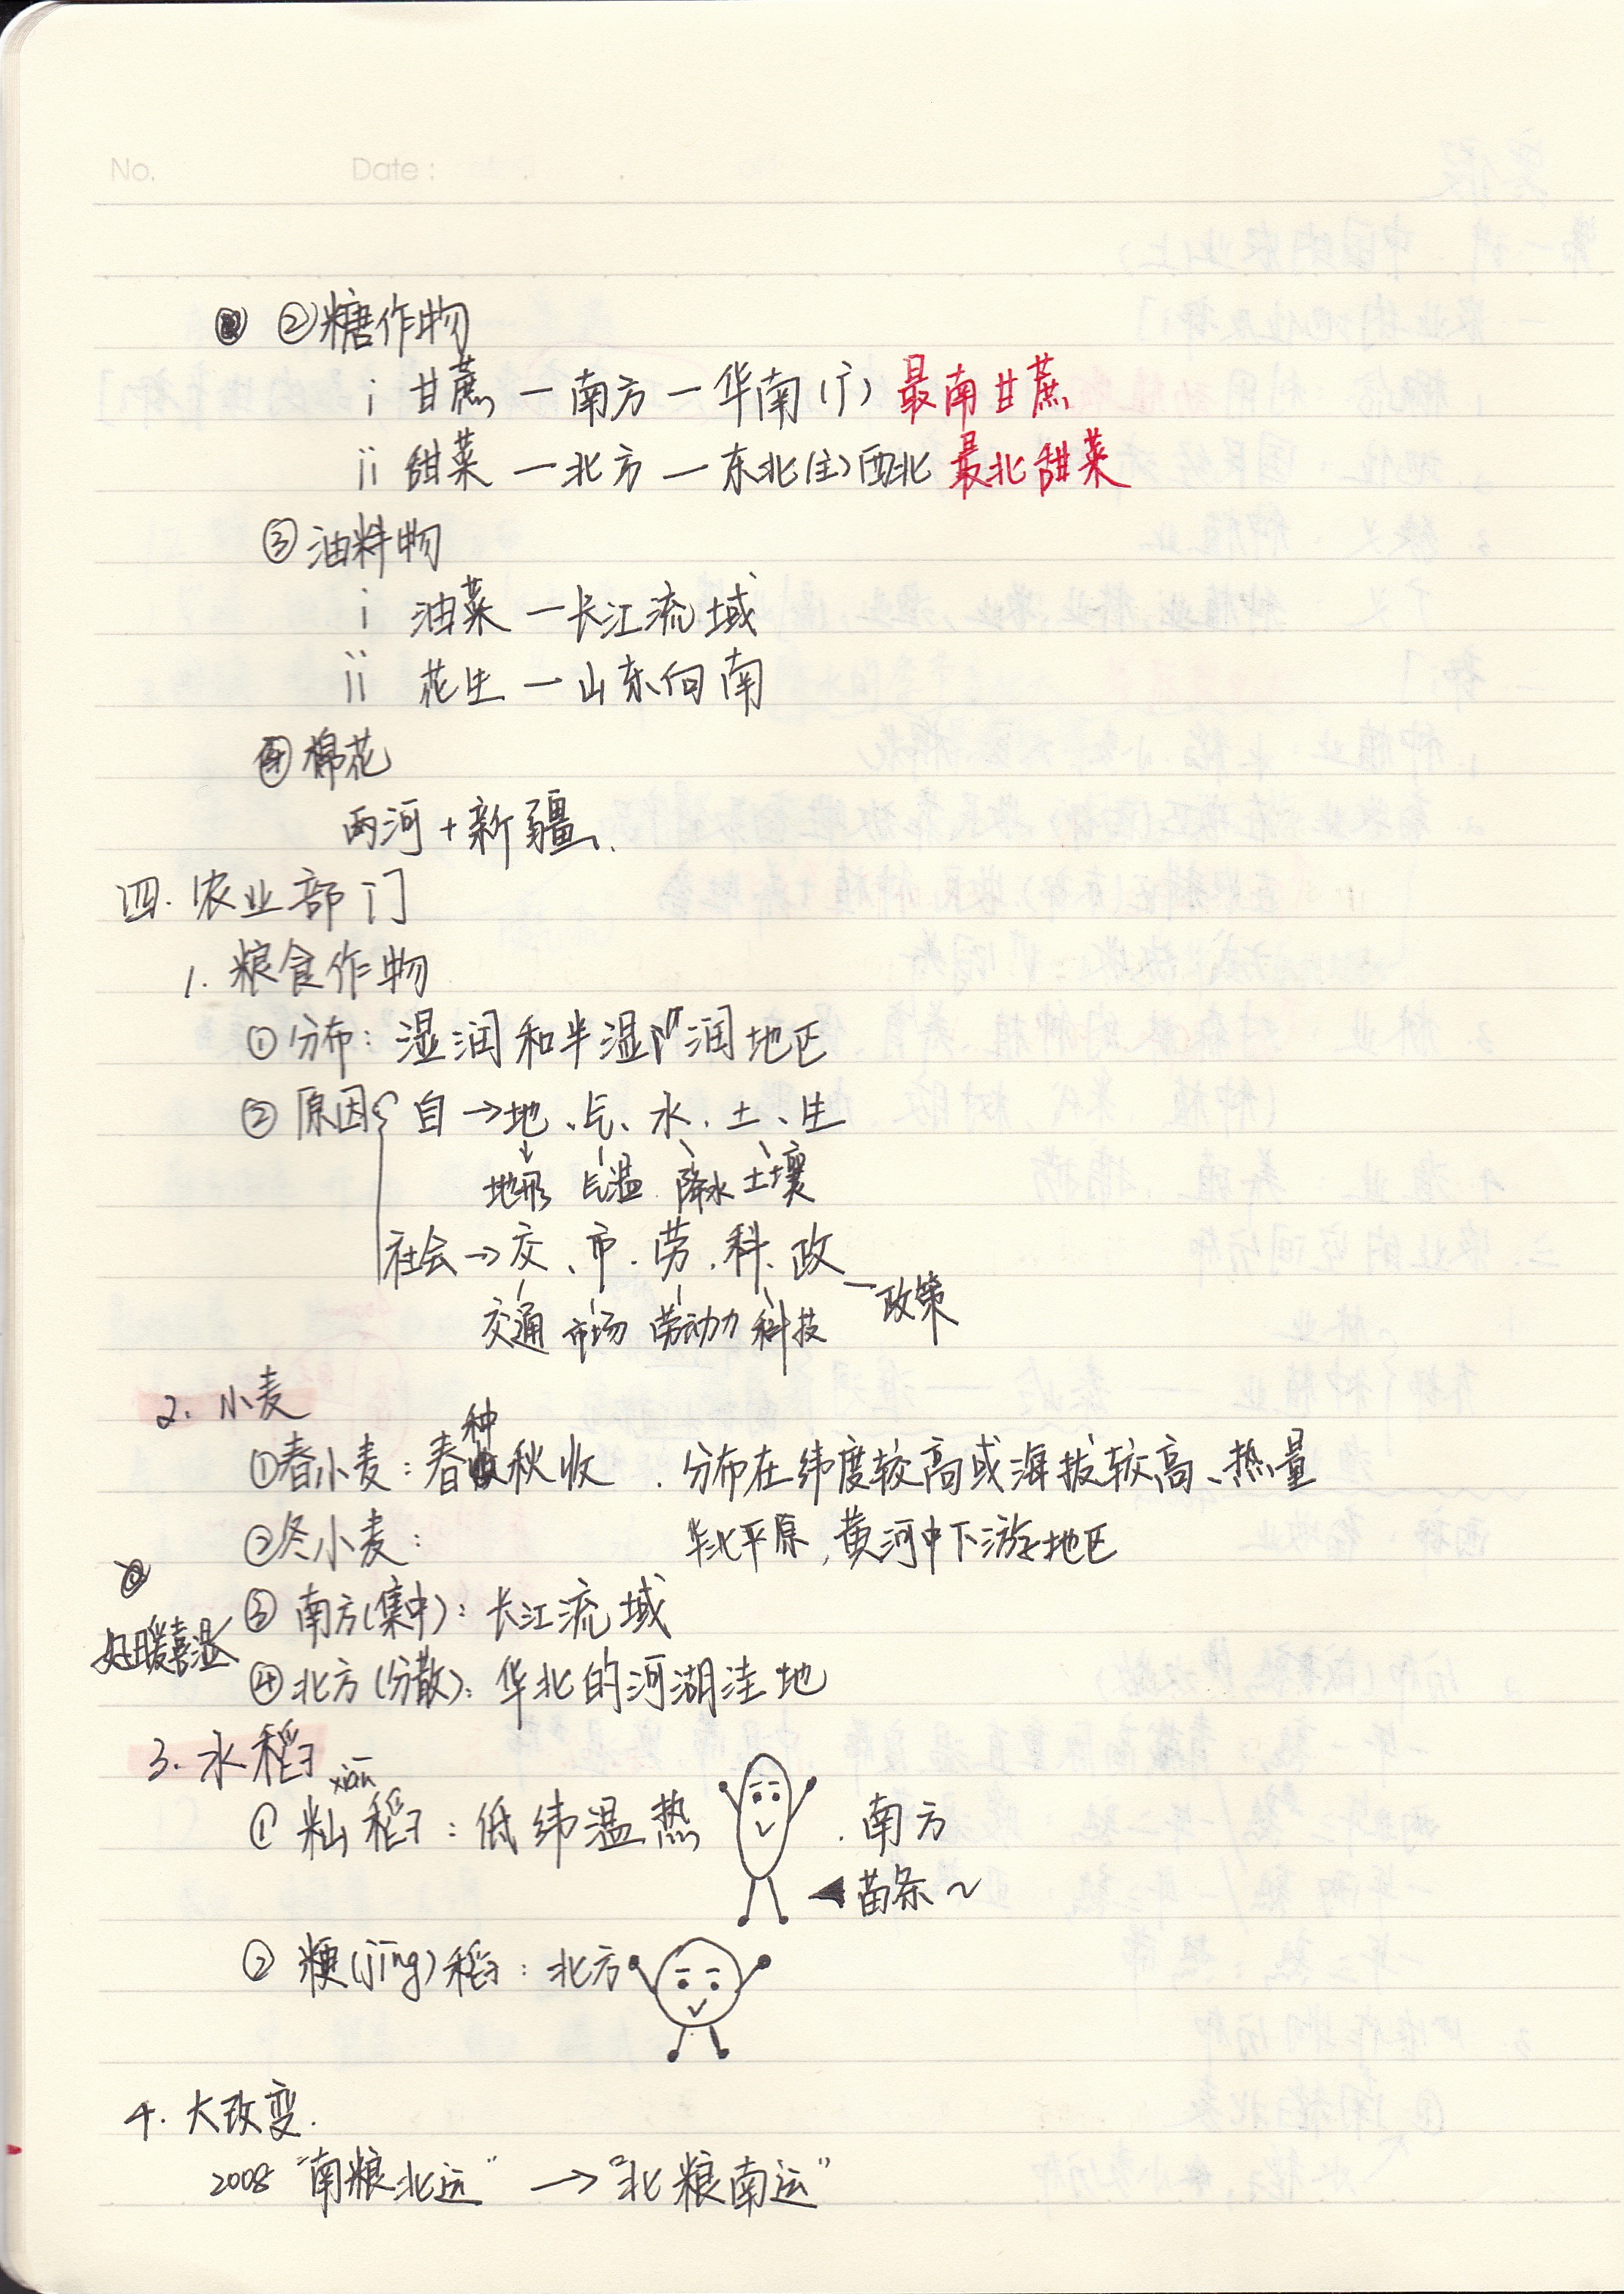 No. Date:
②糖作物
i 甘蔗 — 南方 — 华南(广) 最南甘蔗
ii 甜菜 — 北方 — 东北(主)西北 最北甜菜
③油料物
i 油菜 — 长江流域
ii 花生 — 山东向南
④棉花
两河+新疆.
四. 农业部门
1. 粮食作物
①分布: 湿润和半湿润地区
②原因 自→地、气、水、土、生
地形 气温 降水 土壤
社会→交、市、劳、科、政
交通 市场 劳动力 科技 政策
2. 小麦
①春小麦: 春种秋收. 分布在纬度较高或海拔较高、热量
②冬小麦: 华北平原, 黄河中下游地区
③南方(集中): 长江流域
好暖喜湿
④北方(分散): 华北的河湖洼地
3. 水稻
①籼xiān稻: 低纬温热. 南方
苗条~
②粳(jīng)稻: 北方
4. 大改变.
2008 "南粮北运" → "北粮南运"